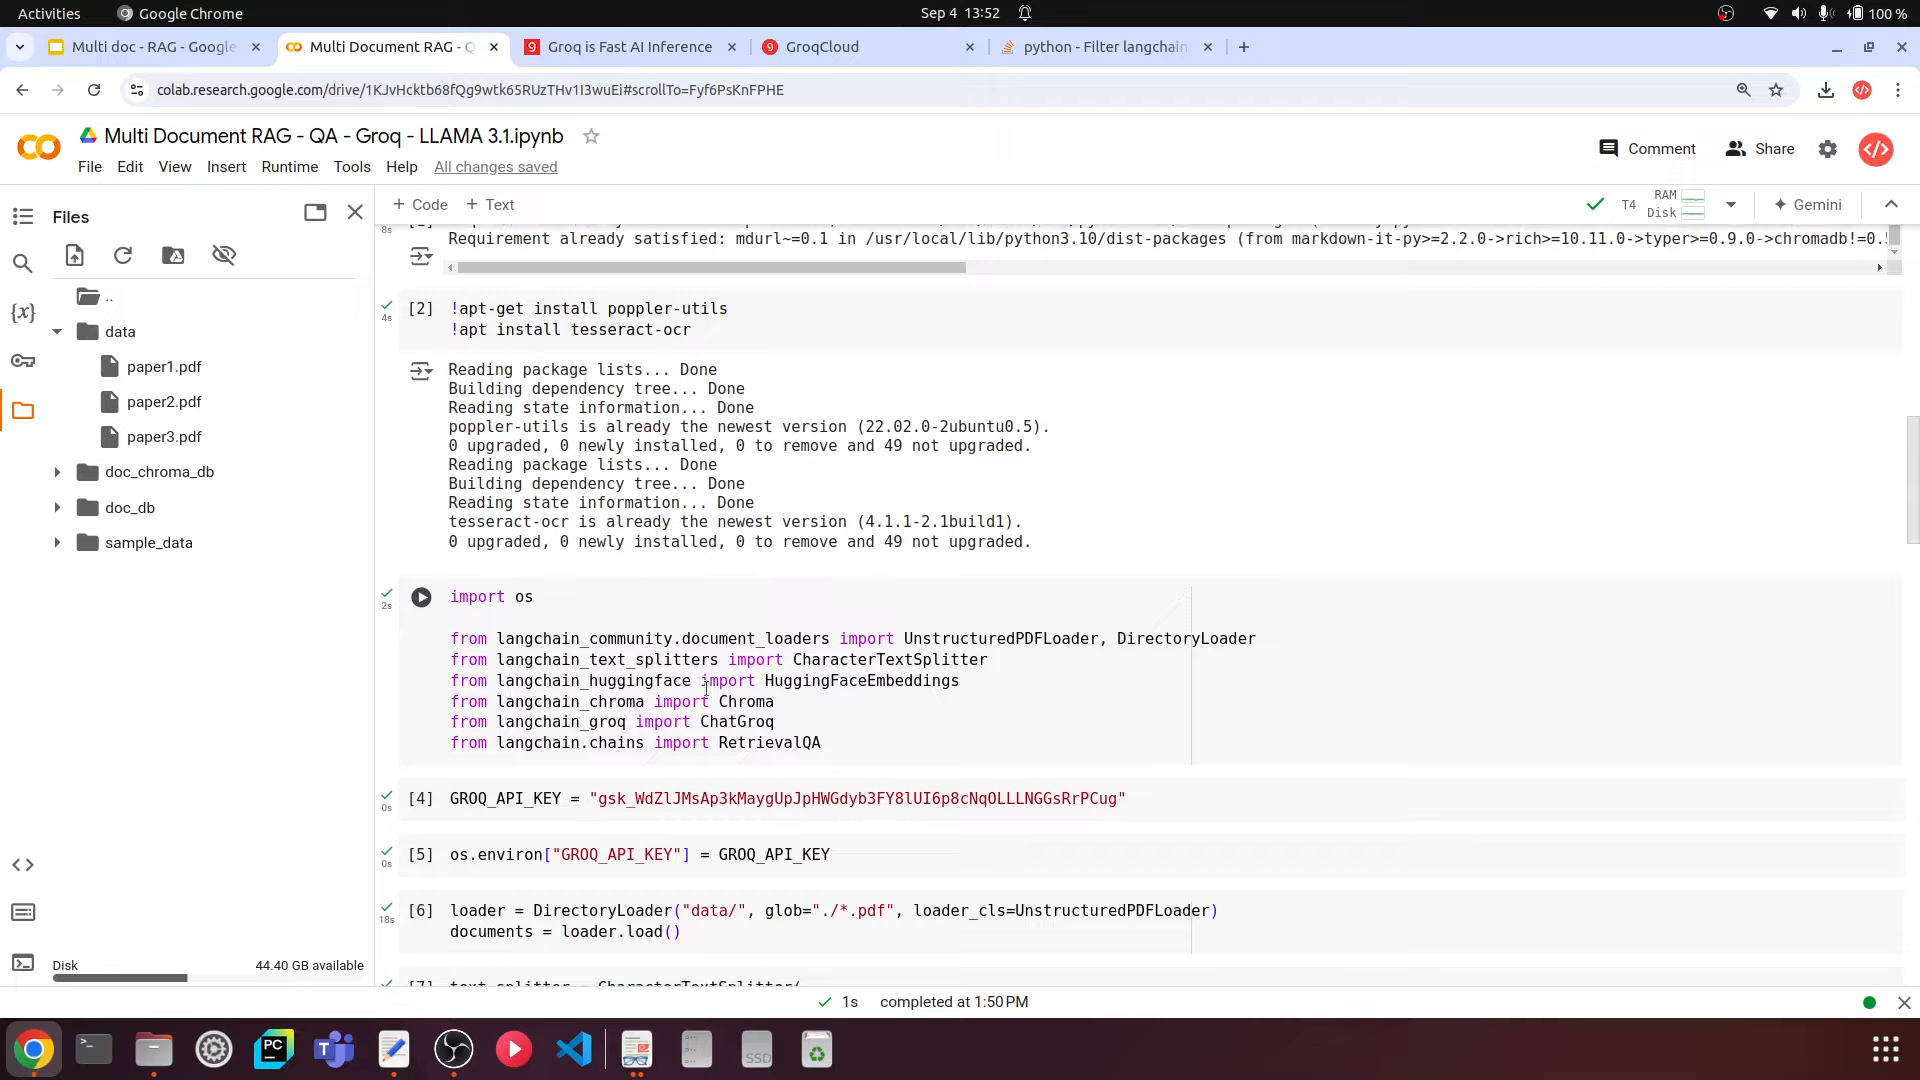 Activities
Google Chrome
Sep 4 13:52
100 %
Multi doc - RAG - Google
Multi Document RAG - Q
Groq is Fast AI Inference
GroqCloud
python - Filter langchain
colab.research.google.com/drive/1KJvHcktb68fQg9wtk65RUzTHv1I3wuEi#scrollTo=Fyf6PsKnFPHE
Multi Document RAG - QA - Groq - LLAMA 3.1.ipynb
Comment
Share
File Edit View Insert Runtime Tools Help All changes saved
Files
+ Code + Text
T4
RAM
Disk
Gemini
8s
Requirement already satisfied: mdurl~=0.1 in /usr/local/lib/python3.10/dist-packages (from markdown-it-py>=2.2.0->rich>=10.11.0->typer>=0.9.0->chromadb!=0.
..
data
paper1.pdf
paper2.pdf
paper3.pdf
doc_chroma_db
doc_db
sample_data
Disk 44.40 GB available
4s
[2] !apt-get install poppler-utils
!apt install tesseract-ocr
Reading package lists... Done
Building dependency tree... Done
Reading state information... Done
poppler-utils is already the newest version (22.02.0-2ubuntu0.5).
0 upgraded, 0 newly installed, 0 to remove and 49 not upgraded.
Reading package lists... Done
Building dependency tree... Done
Reading state information... Done
tesseract-ocr is already the newest version (4.1.1-2.1build1).
0 upgraded, 0 newly installed, 0 to remove and 49 not upgraded.
2s
import os
from langchain_community.document_loaders import UnstructuredPDFLoader, DirectoryLoader
from langchain_text_splitters import CharacterTextSplitter
from langchain_huggingface import HuggingFaceEmbeddings
from langchain_chroma import Chroma
from langchain_groq import ChatGroq
from langchain.chains import RetrievalQA
0s
[4] GROQ_API_KEY = "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"
0s
[5] os.environ["GROQ_API_KEY"] = GROQ_API_KEY
18s
[6] loader = DirectoryLoader("data/", glob="./*.pdf", loader_cls=UnstructuredPDFLoader)
documents = loader.load()
[7] text_splitter = CharacterTextSplitter(
1s completed at 1:50 PM
SSD